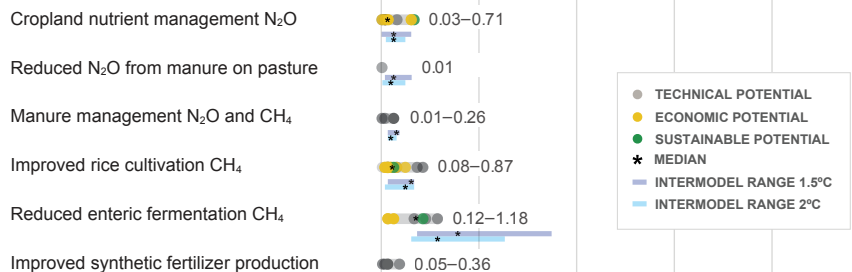 Cropland nutrient management N₂O 0.03–0.71
Reduced N₂O from manure on pasture 0.01
Manure management N₂O and CH₄ 0.01–0.26
Improved rice cultivation CH₄ 0.08–0.87
Reduced enteric fermentation CH₄ 0.12–1.18
Improved synthetic fertilizer production 0.05–0.36
TECHNICAL POTENTIAL
ECONOMIC POTENTIAL
SUSTAINABLE POTENTIAL
* MEDIAN
INTERMODEL RANGE 1.5ºC
INTERMODEL RANGE 2ºC